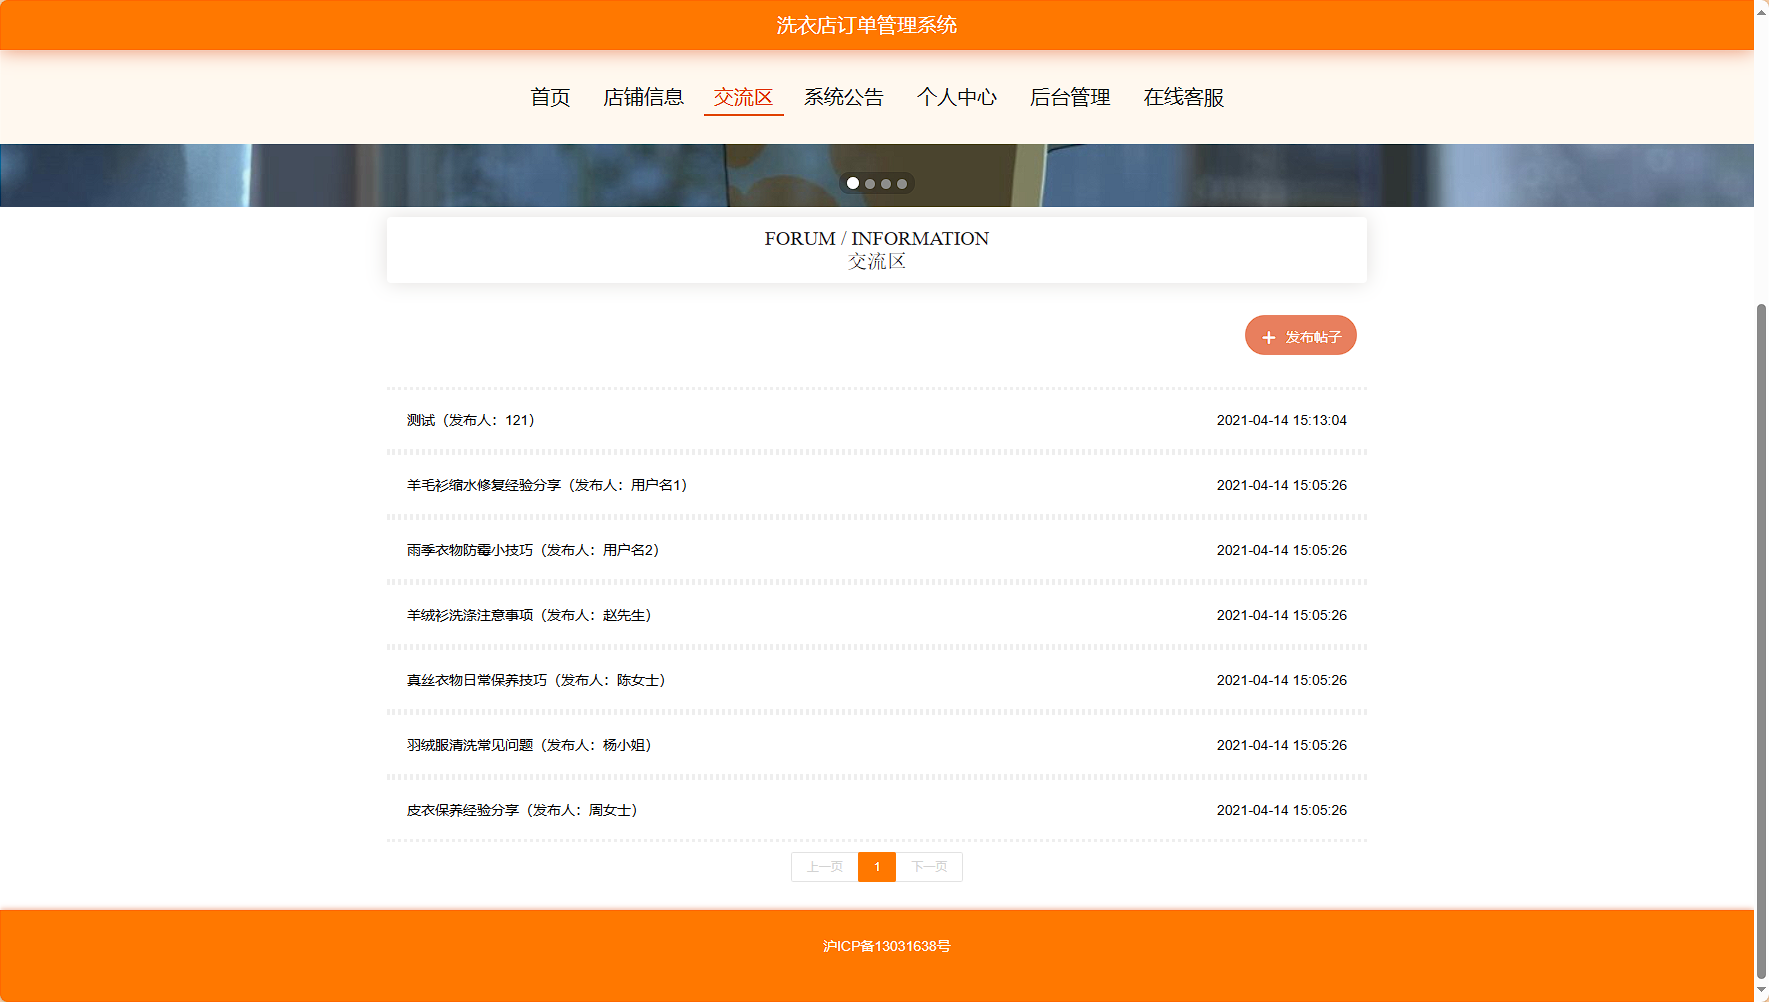 洗衣店订单管理系统
首页 店铺信息 交流区 系统公告 个人中心 后台管理 在线客服
FORUM / INFORMATION
交流区
+ 发布帖子
测试（发布人：121） 2021-04-14 15:13:04
羊毛衫缩水修复经验分享（发布人：用户名1） 2021-04-14 15:05:26
雨季衣物防霉小技巧（发布人：用户名2） 2021-04-14 15:05:26
羊绒衫洗涤注意事项（发布人：赵先生） 2021-04-14 15:05:26
真丝衣物日常保养技巧（发布人：陈女士） 2021-04-14 15:05:26
羽绒服清洗常见问题（发布人：杨小姐） 2021-04-14 15:05:26
皮衣保养经验分享（发布人：周女士） 2021-04-14 15:05:26
上一页 1 下一页
沪ICP备13031638号